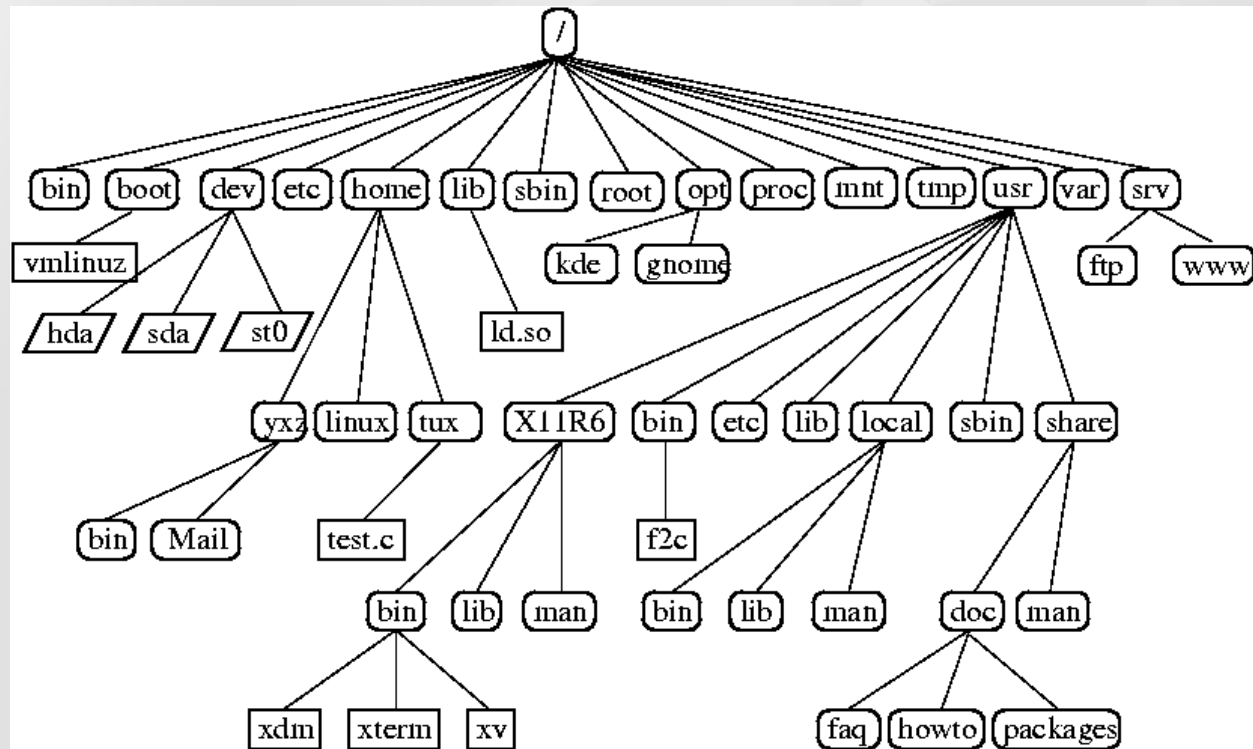 /
bin boot dev etc home lib sbin root opt proc mnt tmp usr var srv
vmlinuz kde gnome ftp www
hda sda st0 ld.so
yxz linux tux X11R6 bin etc lib local sbin share
bin Mail test.c f2c
bin lib man bin lib man doc man
xdm xterm xv faq howto packages